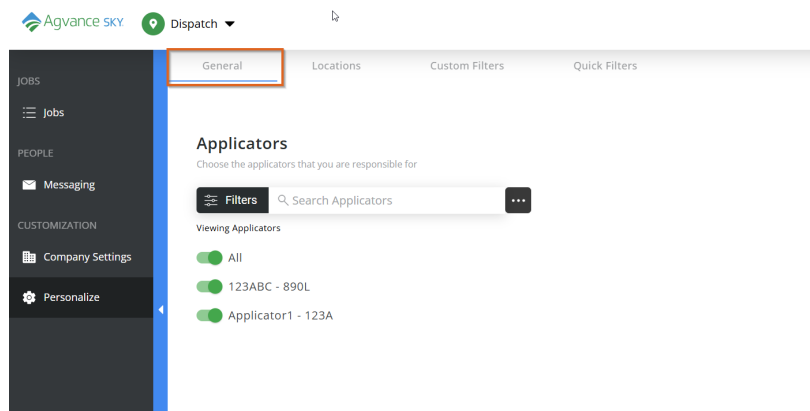 Agvance SKY
Dispatch
General Locations Custom Filters Quick Filters
JOBS
Jobs
PEOPLE
Messaging
CUSTOMIZATION
Company Settings
Personalize
Applicators
Choose the applicators that you are responsible for
Filters Search Applicators
Viewing Applicators
All
123ABC - 890L
Applicator1 - 123A